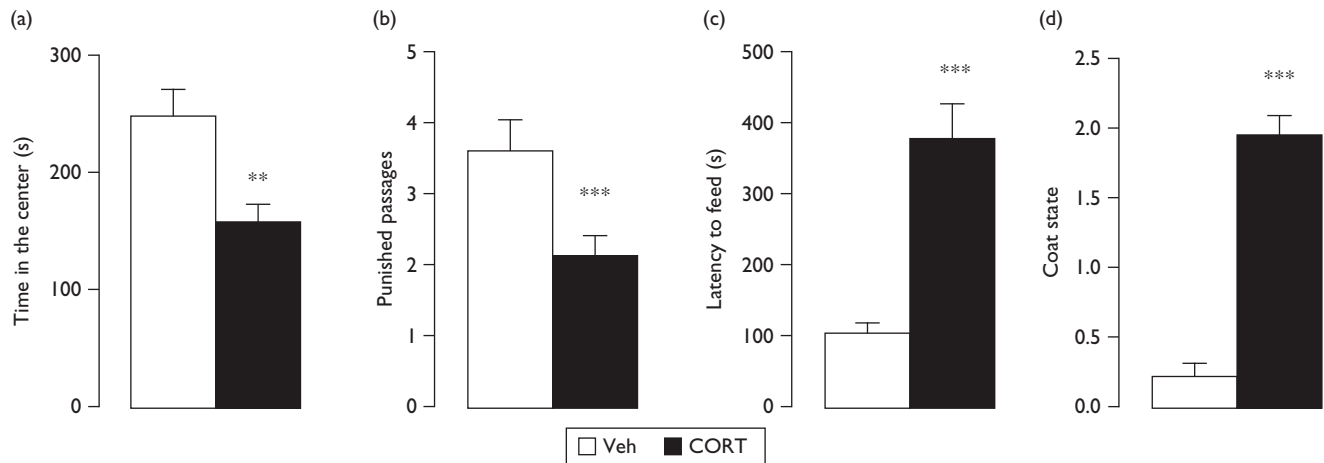 (a)
Time in the center (s)
300
200
100
0
**
(b)
Punished passages
5
4
3
2
1
0
***
(c)
Latency to feed (s)
500
400
300
200
100
0
***
(d)
Coat state
2.5
2.0
1.5
1.0
0.5
0.0
***
Veh CORT